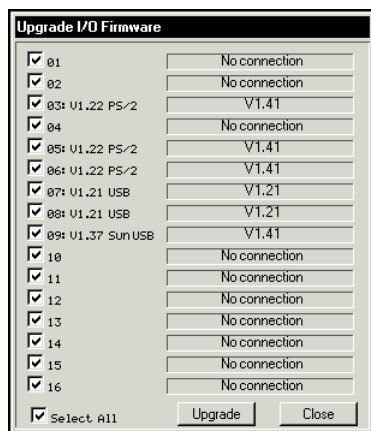 Upgrade I/O Firmware
01 No connection
02 No connection
03: V1.22 PS/2 V1.41
04 No connection
05: V1.22 PS/2 V1.41
06: V1.22 PS/2 V1.41
07: V1.21 USB V1.21
08: V1.21 USB V1.21
09: V1.37 Sun USB V1.41
10 No connection
11 No connection
12 No connection
13 No connection
14 No connection
15 No connection
16 No connection
Select All Upgrade Close